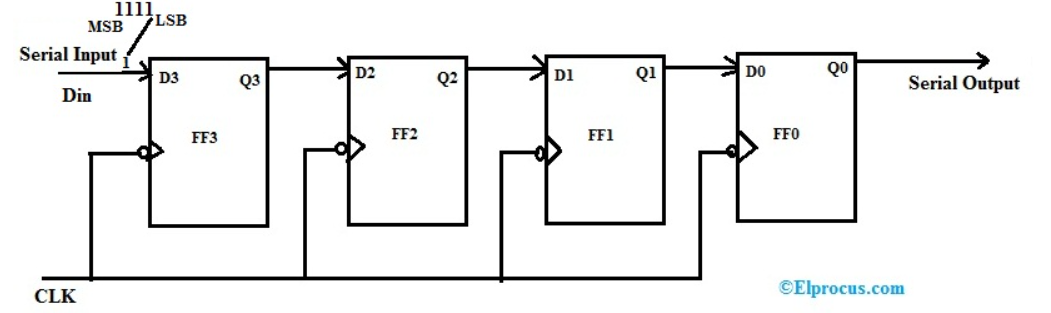 1111
MSB
LSB
Serial Input
1
Din
D3
Q3
FF3
D2
Q2
FF2
D1
Q1
FF1
D0
Q0
FF0
Serial Output
CLK
©Elprocus.com